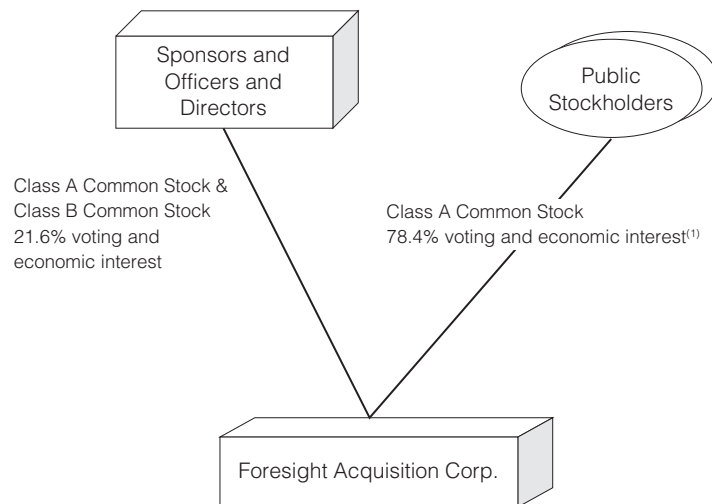 Sponsors and
Officers and
Directors
Public
Stockholders
Class A Common Stock &
Class B Common Stock
21.6% voting and
economic interest
Class A Common Stock
78.4% voting and economic interest(1)
Foresight Acquisition Corp.